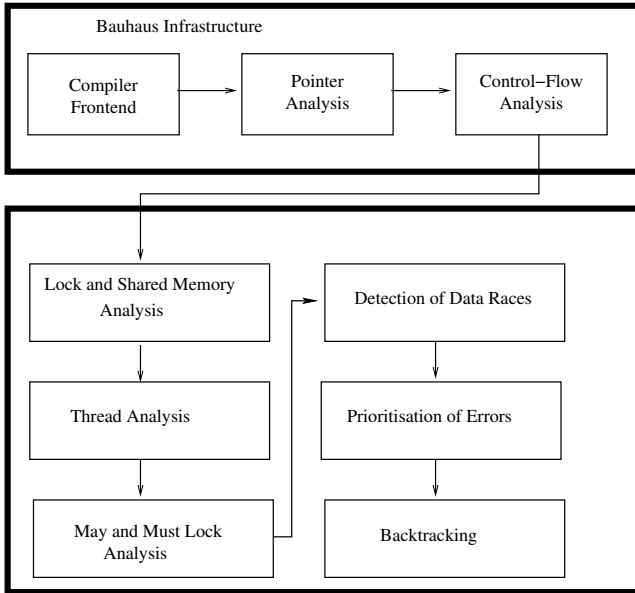 Bauhaus Infrastructure
Compiler
Frontend
Pointer
Analysis
Control−Flow
Analysis
Lock and Shared Memory
Analysis
Thread Analysis
May and Must Lock
Analysis
Detection of Data Races
Prioritisation of Errors
Backtracking